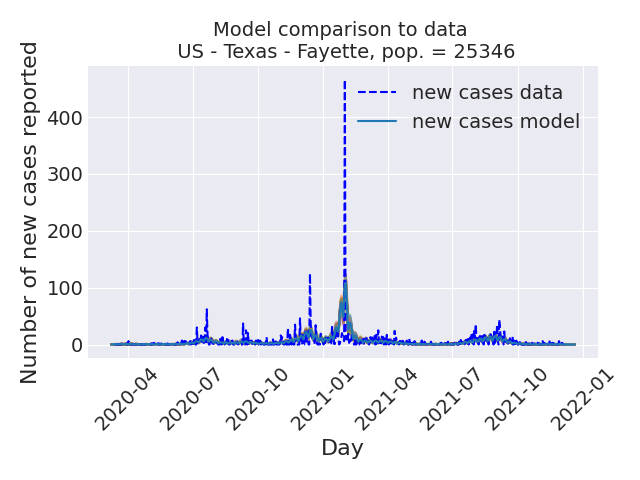 Model comparison to data
US - Texas - Fayette, pop. = 25346
Number of new cases reported
400
300
200
100
0
new cases data
new cases model
2020-04
2020-07
2020-10
2021-01
2021-04
2021-07
2021-10
2022-01
Day